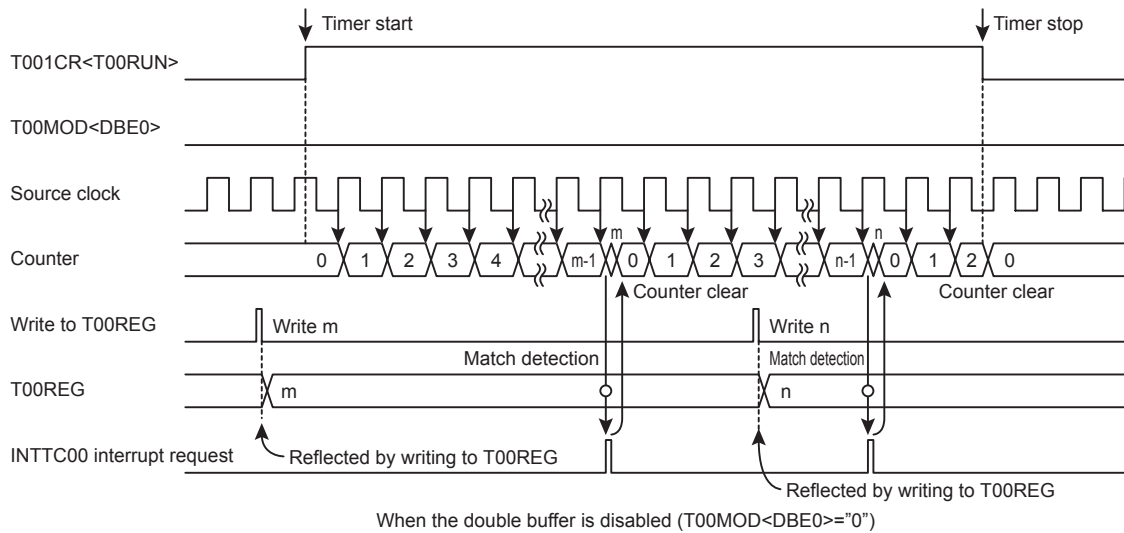 Timer start Timer stop
T001CR<T00RUN>
T00MOD<DBE0>
Source clock
m n
Counter 0 1 2 3 4 m-1 0 1 2 3 n-1 0 1 2 0
Counter clear Counter clear
Write to T00REG Write m Write n
Match detection Match detection
T00REG m n
INTTC00 interrupt request Reflected by writing to T00REG
Reflected by writing to T00REG
When the double buffer is disabled (T00MOD<DBE0>=”0”)